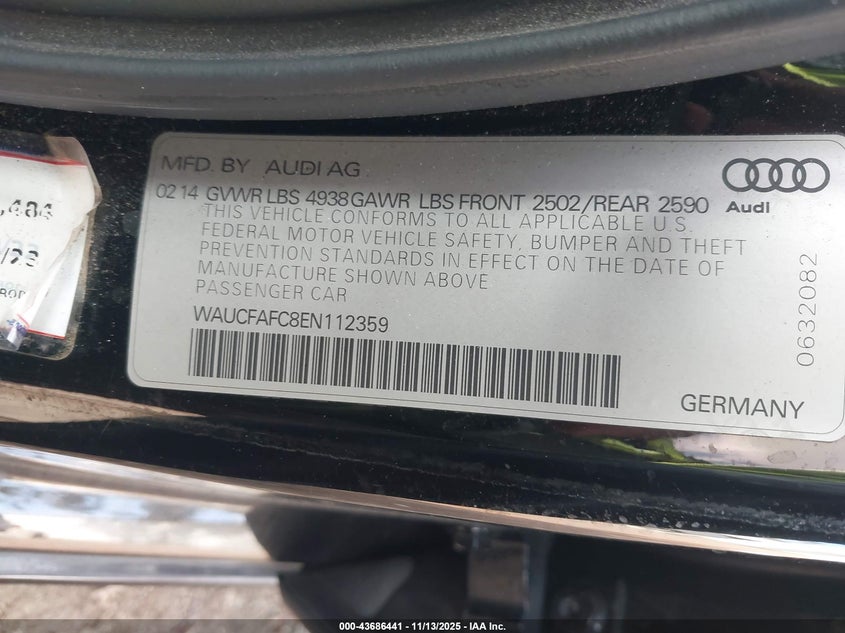 MFD. BY AUDI AG
02 14 GVWR LBS 4938 GAWR LBS FRONT 2502 /REAR 2590
THIS VEHICLE CONFORMS TO ALL APPLICABLE U.S.
FEDERAL MOTOR VEHICLE SAFETY, BUMPER AND THEFT
PREVENTION STANDARDS IN EFFECT ON THE DATE OF
MANUFACTURE SHOWN ABOVE
PASSENGER CAR
WAUCFAFC8EN112359
GERMANY
Audi
0632082
,484
/23
000-43686441 - 11/13/2025 - IAA Inc.